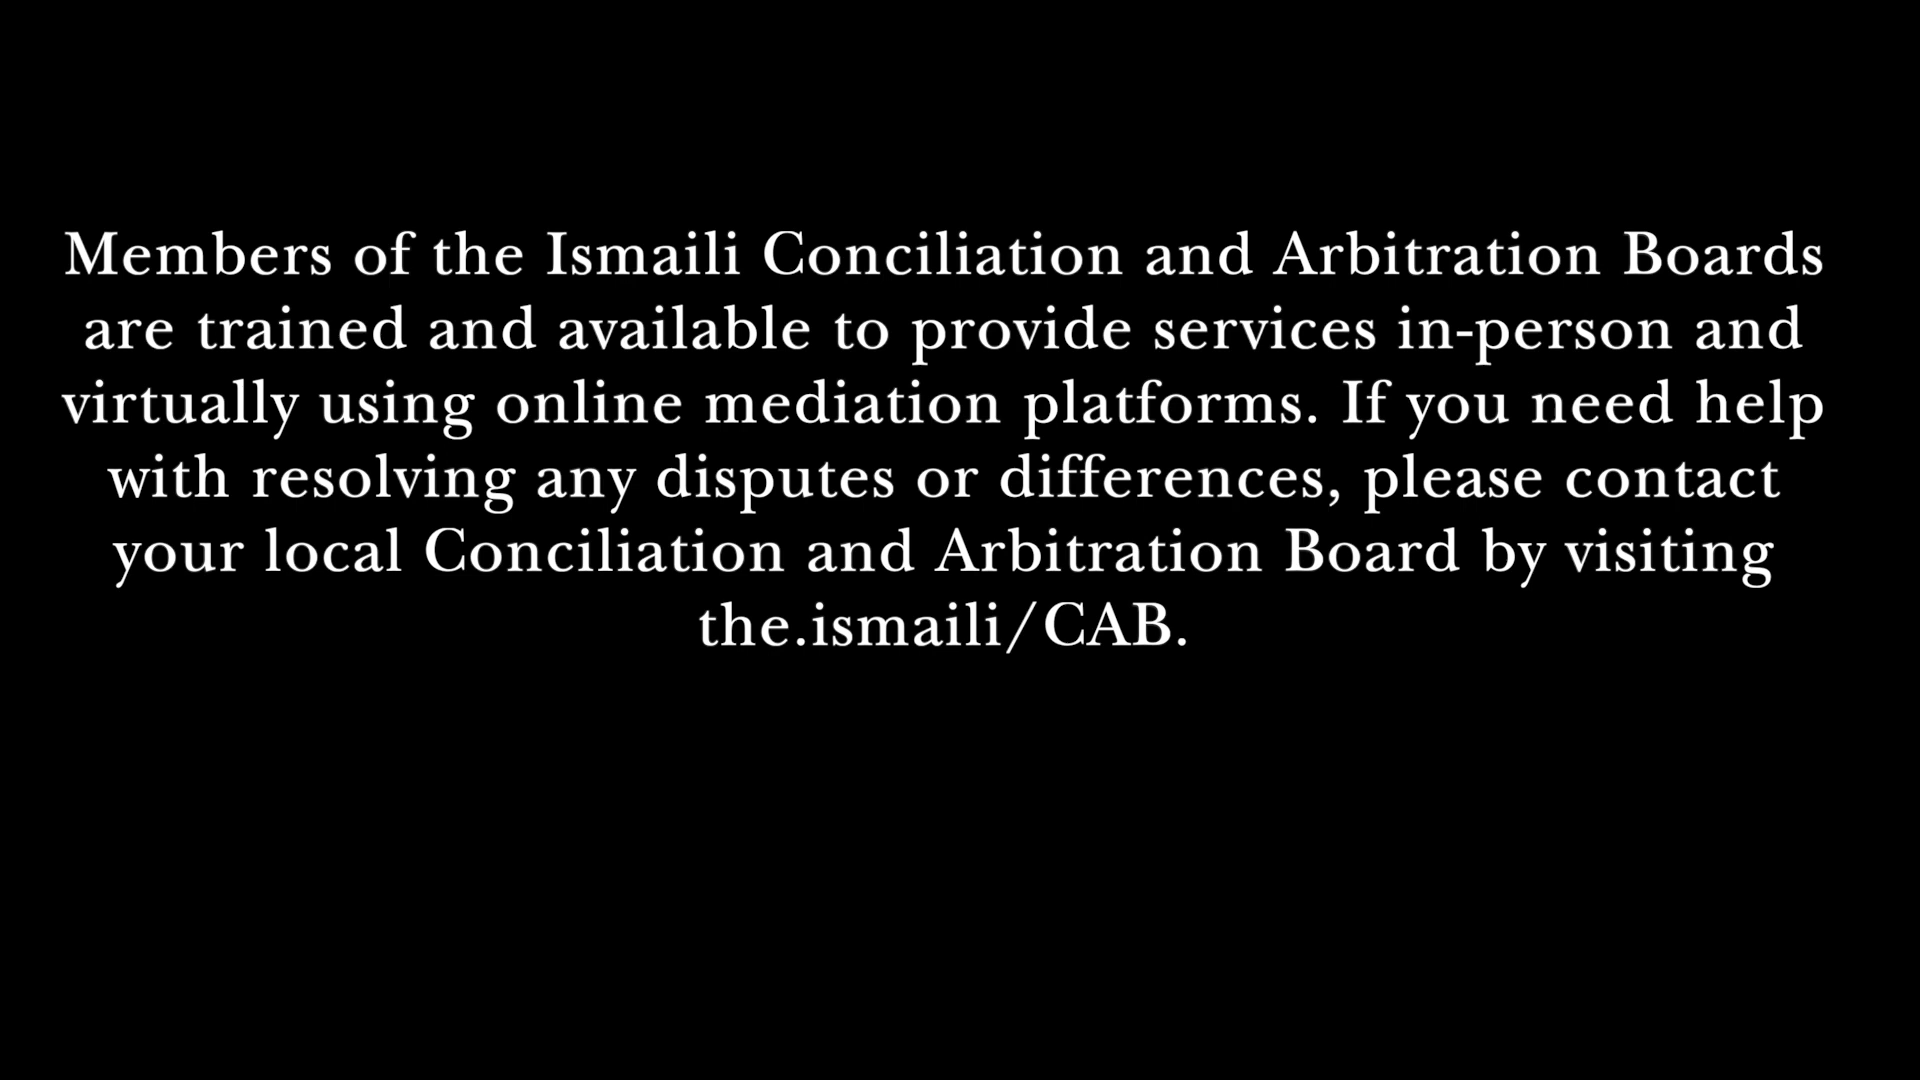 Members of the Ismaili Conciliation and Arbitration Boards
are trained and available to provide services in-person and
virtually using online mediation platforms. If you need help
with resolving any disputes or differences, please contact
your local Conciliation and Arbitration Board by visiting
the.ismaili/CAB.